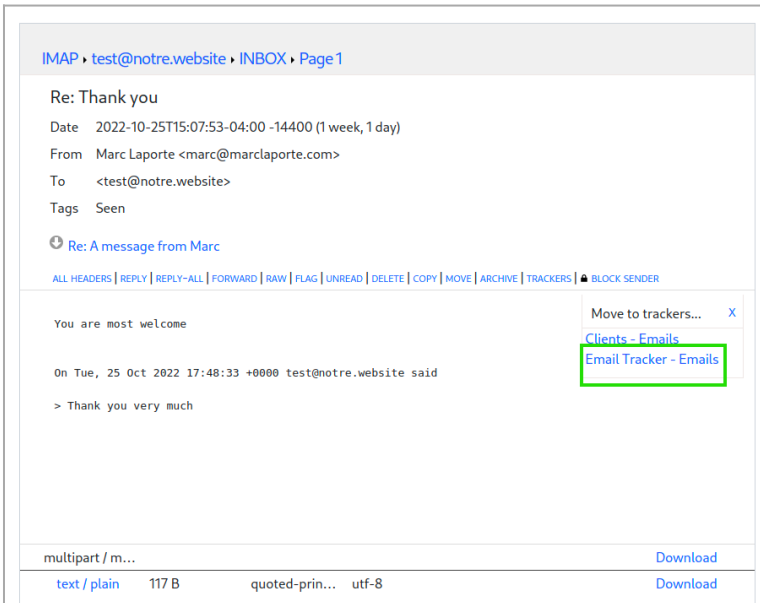 IMAP ▸ test@notre.website ▸ INBOX ▸ Page 1
Re: Thank you
Date 2022-10-25T15:07:53-04:00 -14400 (1 week, 1 day)
From Marc Laporte <marc@marclaporte.com>
To <test@notre.website>
Tags Seen
Re: A message from Marc
ALL HEADERS | REPLY | REPLY-ALL | FORWARD | RAW | FLAG | UNREAD | DELETE | COPY | MOVE | ARCHIVE | TRACKERS | BLOCK SENDER
Move to trackers... X
Clients - Emails
Email Tracker - Emails
You are most welcome
On Tue, 25 Oct 2022 17:48:33 +0000 test@notre.website said
> Thank you very much
multipart / m... Download
text / plain 117 B quoted-prin... utf-8 Download